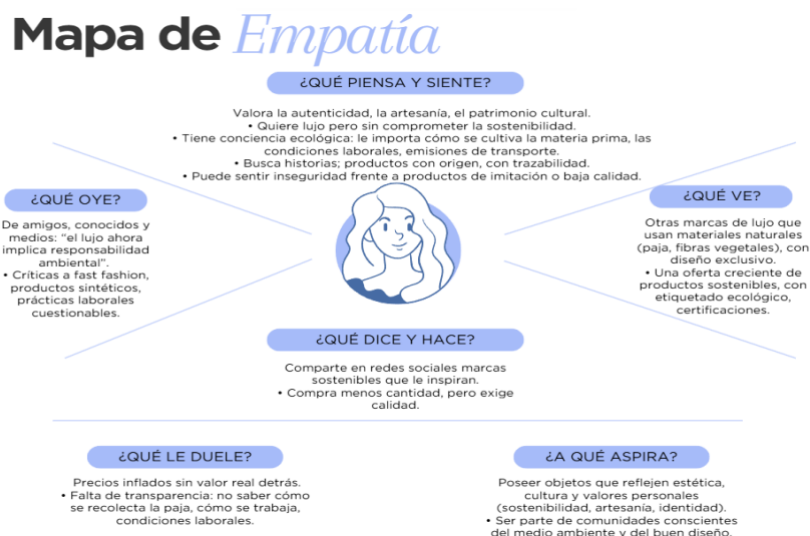 Mapa de Empatía
¿QUÉ PIENSA Y SIENTE?
Valora la autenticidad, la artesanía, el patrimonio cultural.
• Quiere lujo pero sin comprometer la sostenibilidad.
• Tiene conciencia ecológica: le importa cómo se cultiva la materia prima, las
condiciones laborales, emisiones de transporte.
• Busca historias; productos con origen, con trazabilidad.
• Puede sentir inseguridad frente a productos de imitación o baja calidad.
¿QUÉ OYE?
De amigos, conocidos y
medios: “el lujo ahora
implica responsabilidad
ambiental”.
• Críticas a fast fashion,
productos sintéticos,
prácticas laborales
cuestionables.
¿QUÉ VE?
Otras marcas de lujo que
usan materiales naturales
(paja, fibras vegetales), con
diseño exclusivo.
• Una oferta creciente de
productos sostenibles, con
etiquetado ecológico,
certificaciones.
¿QUÉ DICE Y HACE?
Comparte en redes sociales marcas
sostenibles que le inspiran.
• Compra menos cantidad, pero exige
calidad.
¿QUÉ LE DUELE?
Precios inflados sin valor real detrás.
• Falta de transparencia: no saber cómo
se recolecta la paja, cómo se trabaja,
condiciones laborales.
¿A QUÉ ASPIRA?
Poseer objetos que reflejen estética,
cultura y valores personales
(sostenibilidad, artesanía, identidad).
• Ser parte de comunidades conscientes
del medio ambiente y del buen diseño.